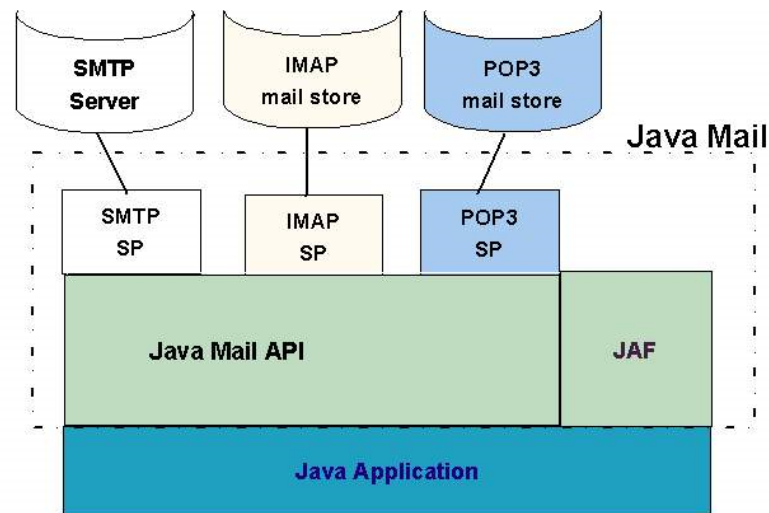 SMTP
Server
IMAP
mail store
POP3
mail store
Java Mail
SMTP
SP
IMAP
SP
POP3
SP
Java Mail API
JAF
Java Application